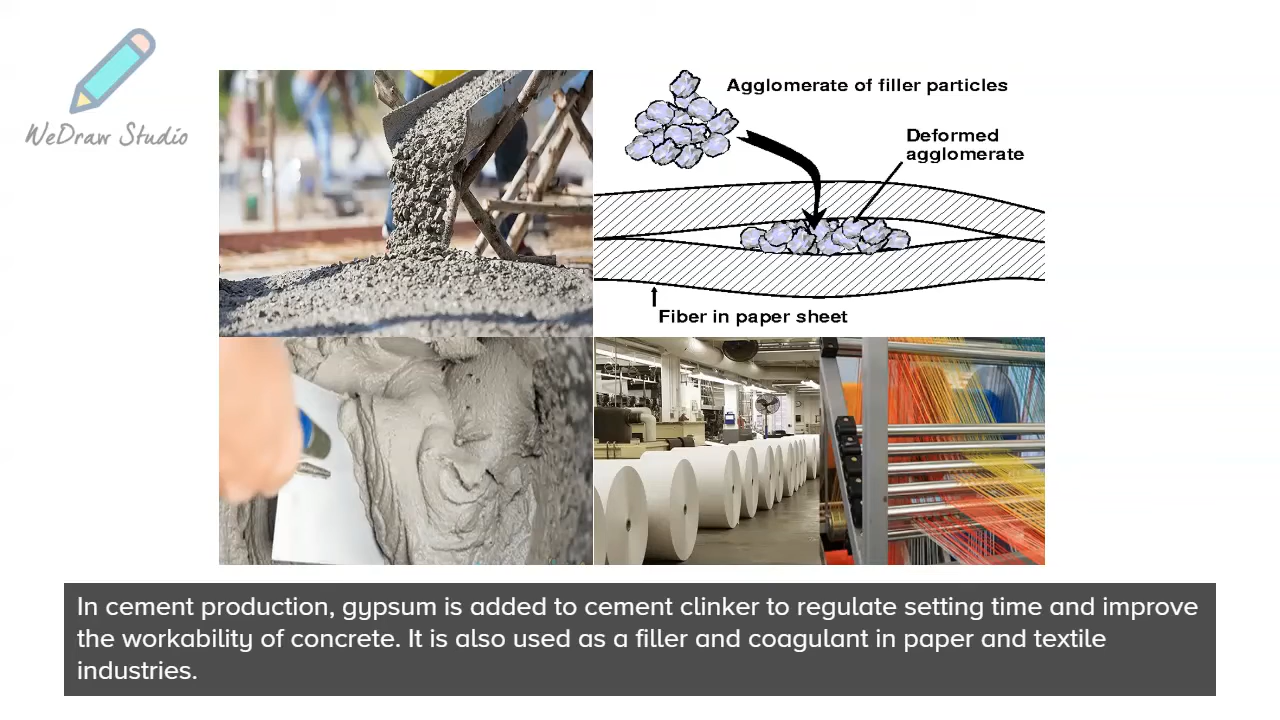 WeDraw Studio
Agglomerate of filler particles
Deformed
agglomerate
Fiber in paper sheet
In cement production, gypsum is added to cement clinker to regulate setting time and improve
the workability of concrete. It is also used as a filler and coagulant in paper and textile
industries.